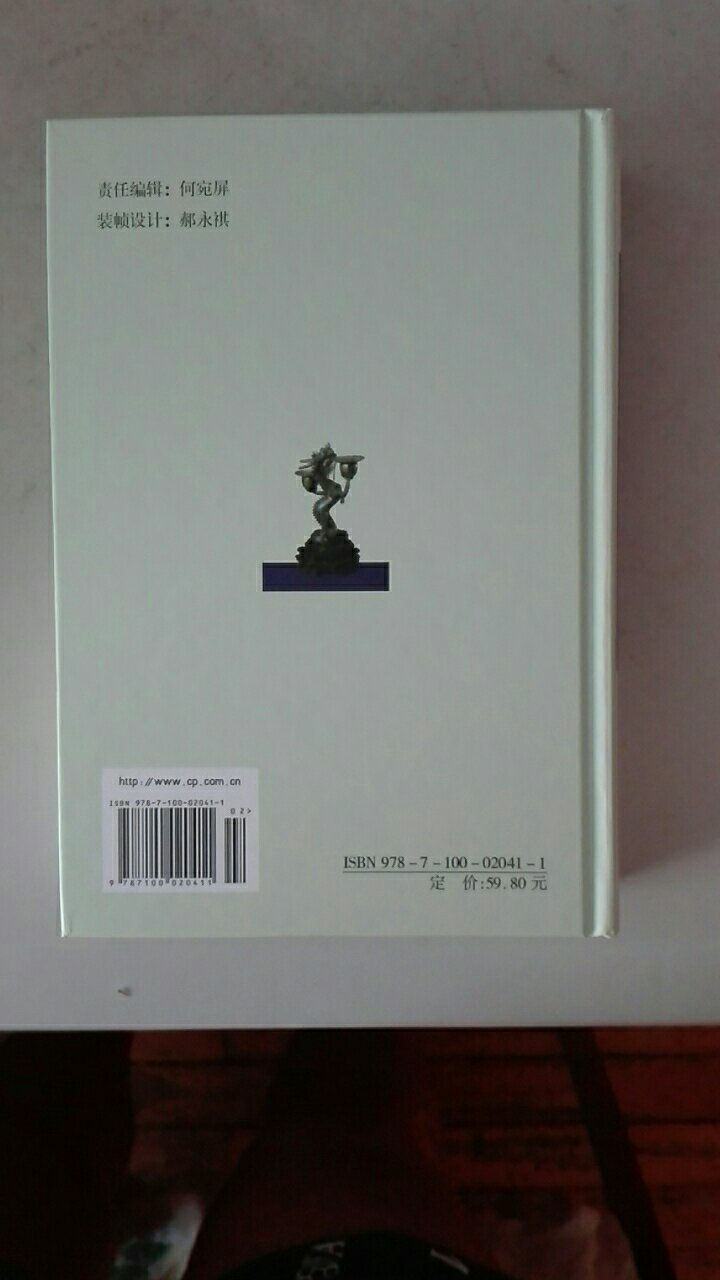 责任编辑：何宛屏
装帧设计：郝永祺
http://www.cp.com.cn
ISBN 978-7-100-02041-1
02>
9 787100 020411
ISBN 978-7-100-02041-1
定　价:59.80 元